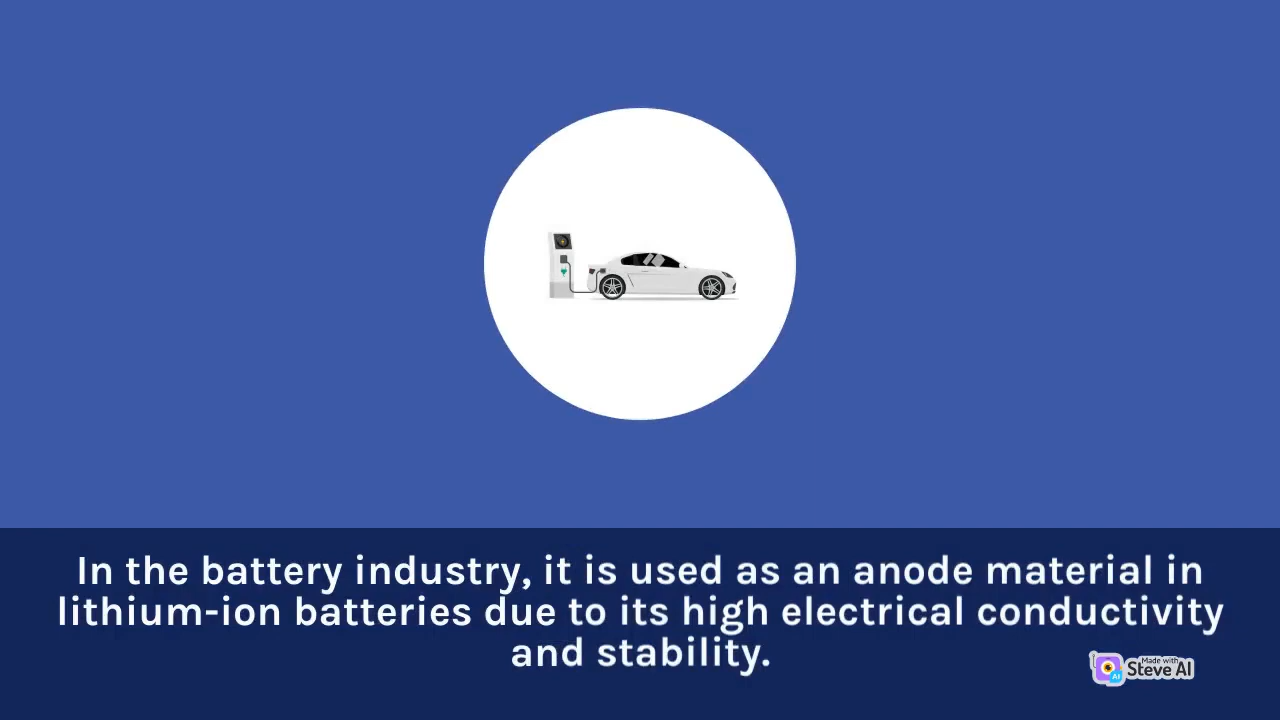 In the battery industry, it is used as an anode material in
lithium-ion batteries due to its high electrical conductivity
and stability.
Made with
Steve AI
AI